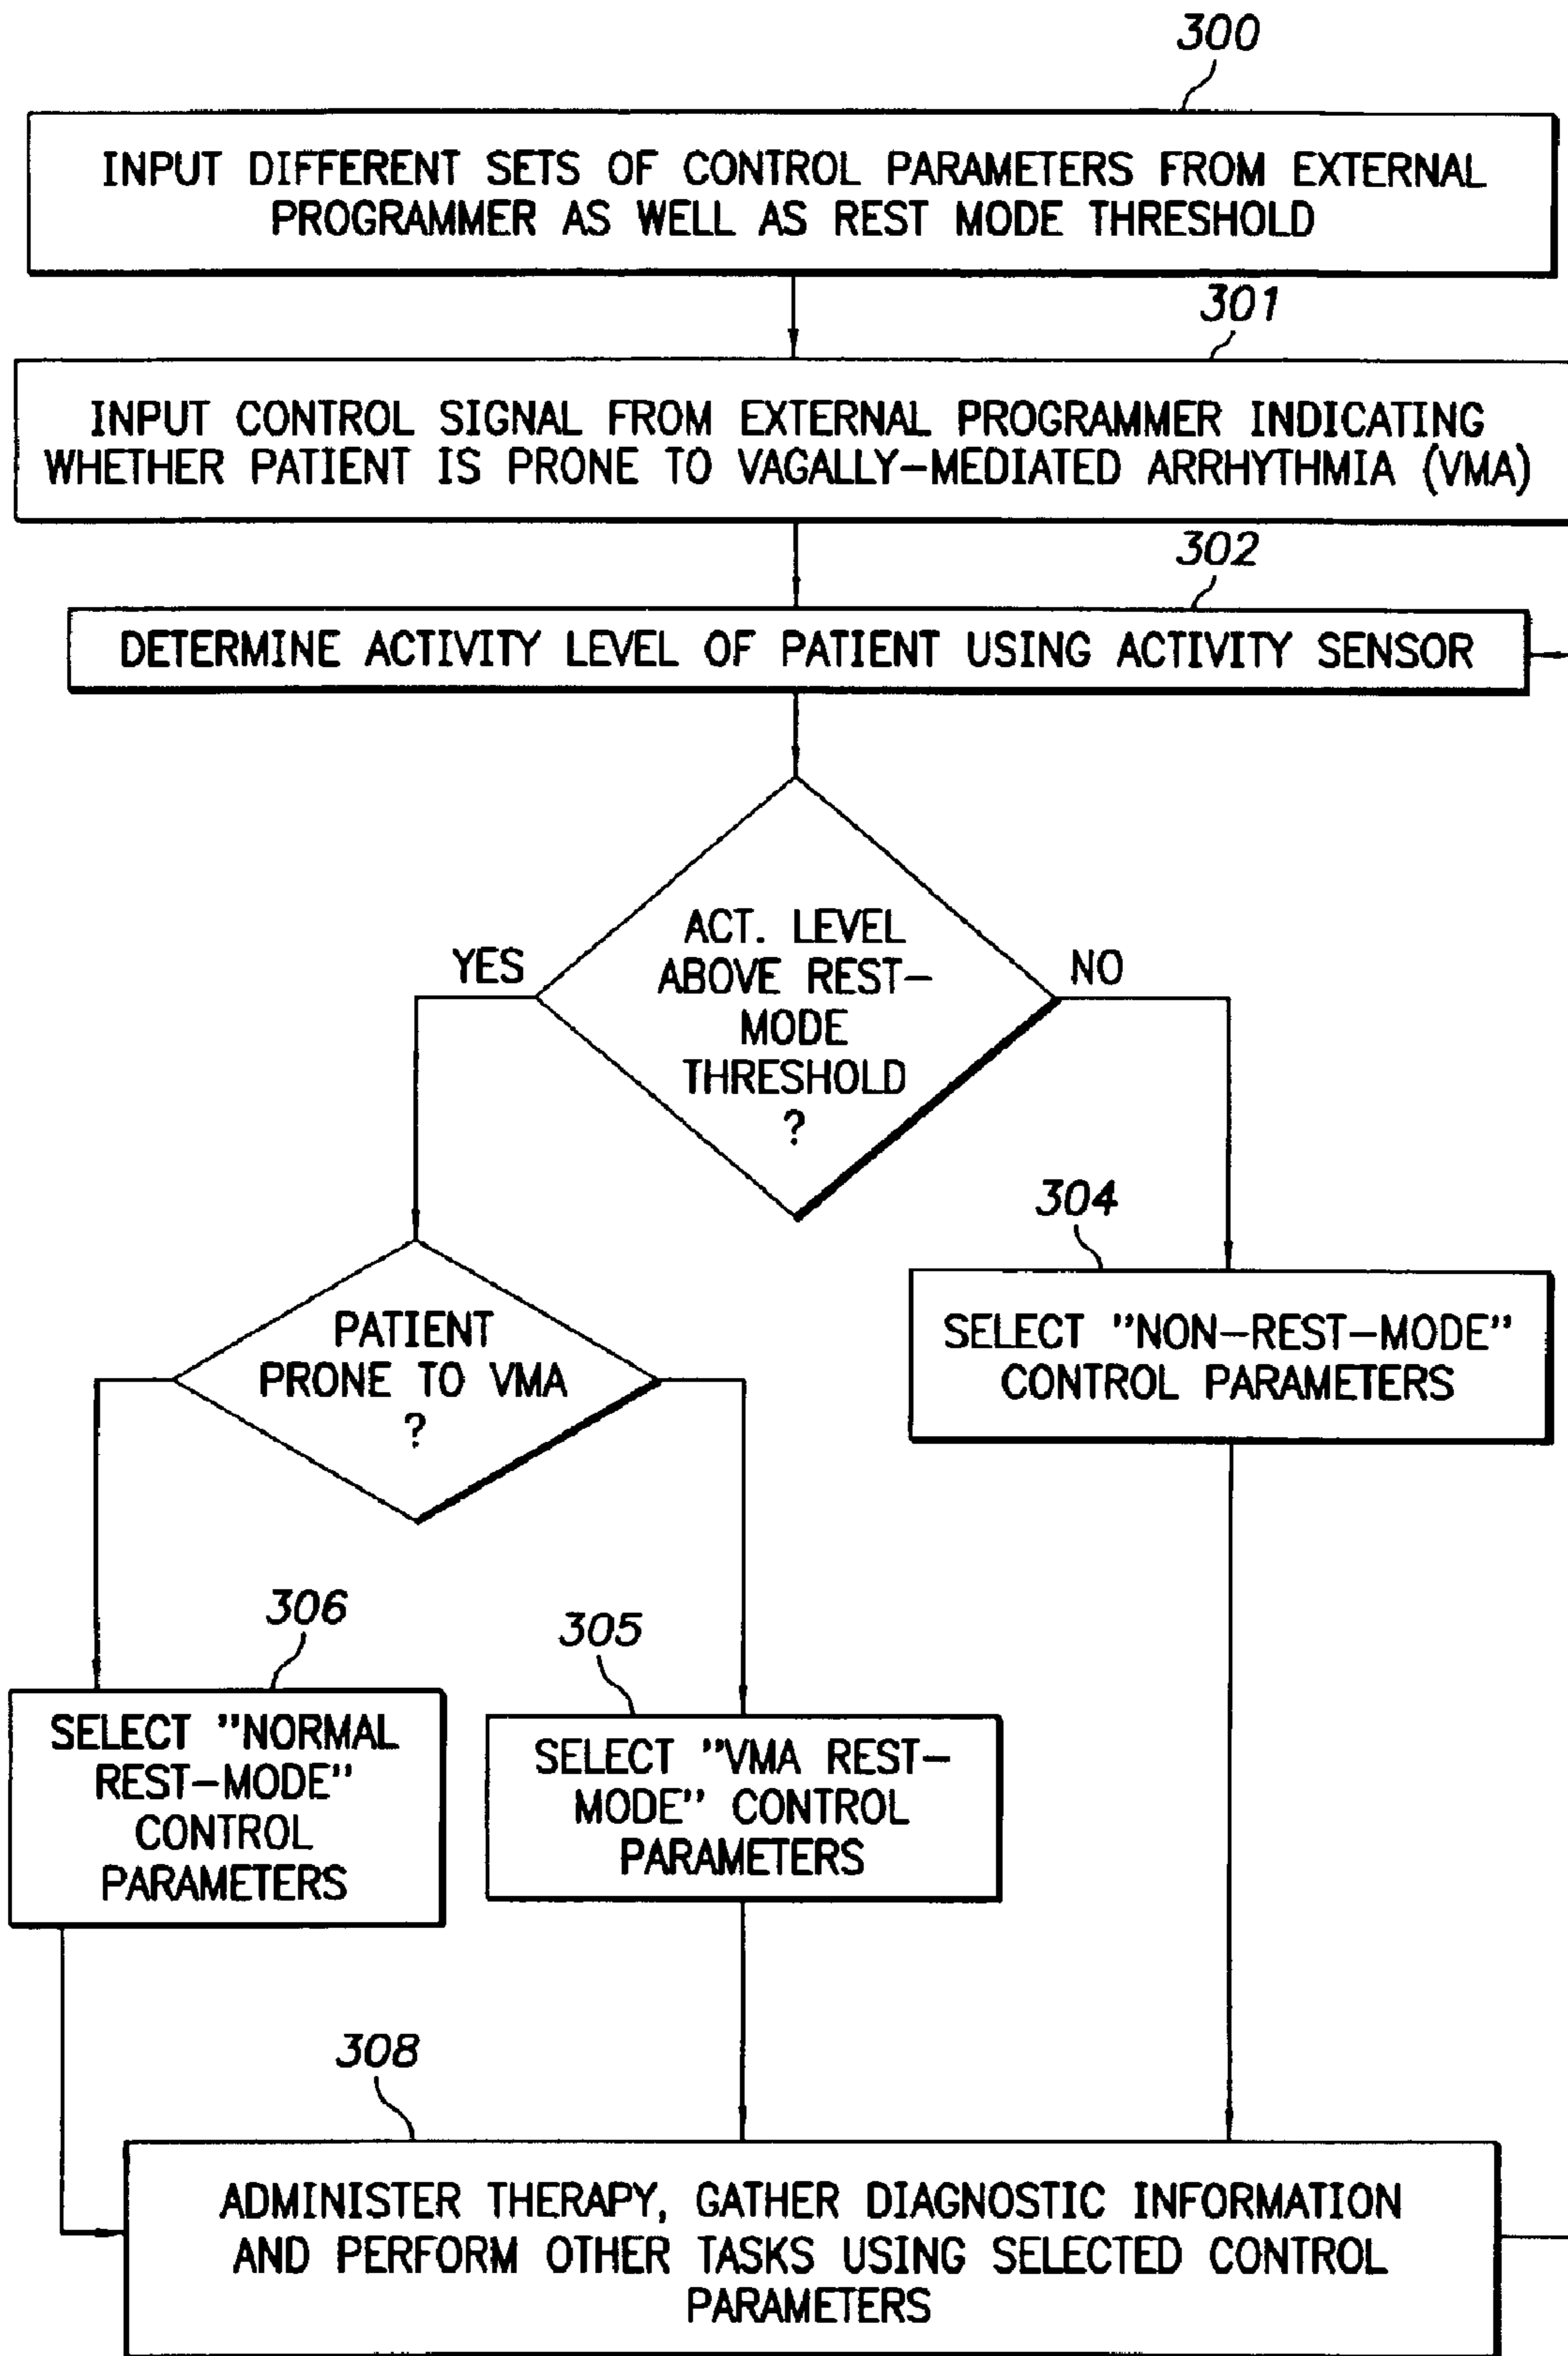 300
INPUT DIFFERENT SETS OF CONTROL PARAMETERS FROM EXTERNAL
PROGRAMMER AS WELL AS REST MODE THRESHOLD
301
INPUT CONTROL SIGNAL FROM EXTERNAL PROGRAMMER INDICATING
WHETHER PATIENT IS PRONE TO VAGALLY-MEDIATED ARRHYTHMIA (VMA)
302
DETERMINE ACTIVITY LEVEL OF PATIENT USING ACTIVITY SENSOR
ACT. LEVEL
ABOVE REST-
MODE
THRESHOLD
?
YES
NO
304
SELECT "NON-REST-MODE"
CONTROL PARAMETERS
PATIENT
PRONE TO VMA
?
306
SELECT "NORMAL
REST-MODE"
CONTROL
PARAMETERS
305
SELECT "VMA REST-
MODE" CONTROL
PARAMETERS
308
ADMINISTER THERAPY, GATHER DIAGNOSTIC INFORMATION
AND PERFORM OTHER TASKS USING SELECTED CONTROL
PARAMETERS